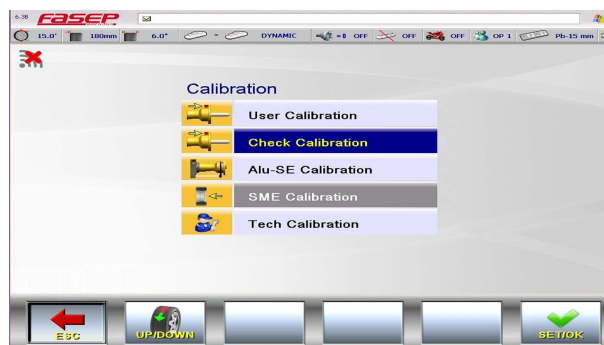 6.38 FASEP
15.0" 180mm 6.0" DYNAMIC =0 OFF OFF OFF OP 1 Pb-15 mm
Calibration
User Calibration
Check Calibration
Alu-SE Calibration
SME Calibration
Tech Calibration
ESC UP/DOWN SET/OK